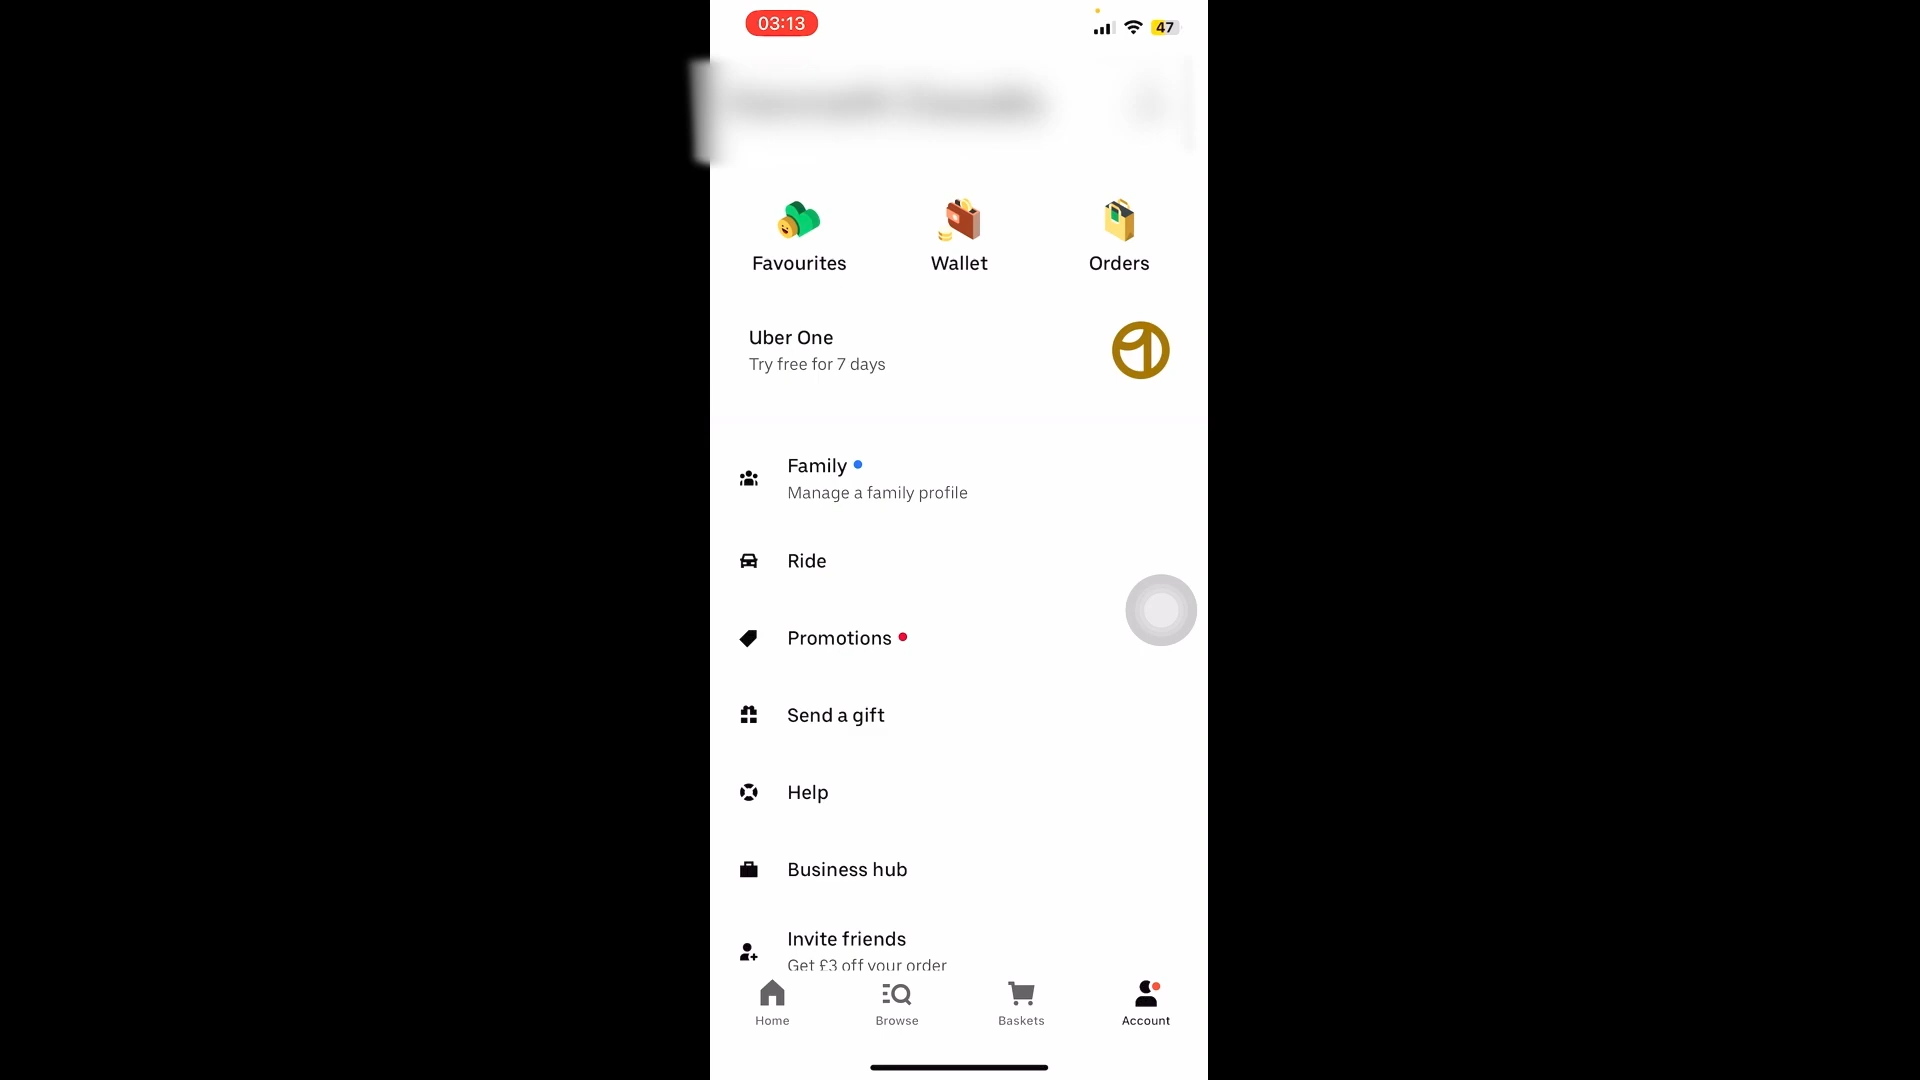 03:13
47
Favourites
Wallet
Orders
Uber One
Try free for 7 days
Family
Manage a family profile
Ride
Promotions
Send a gift
Help
Business hub
Invite friends
Get £3 off your order
Home
Browse
Baskets
Account